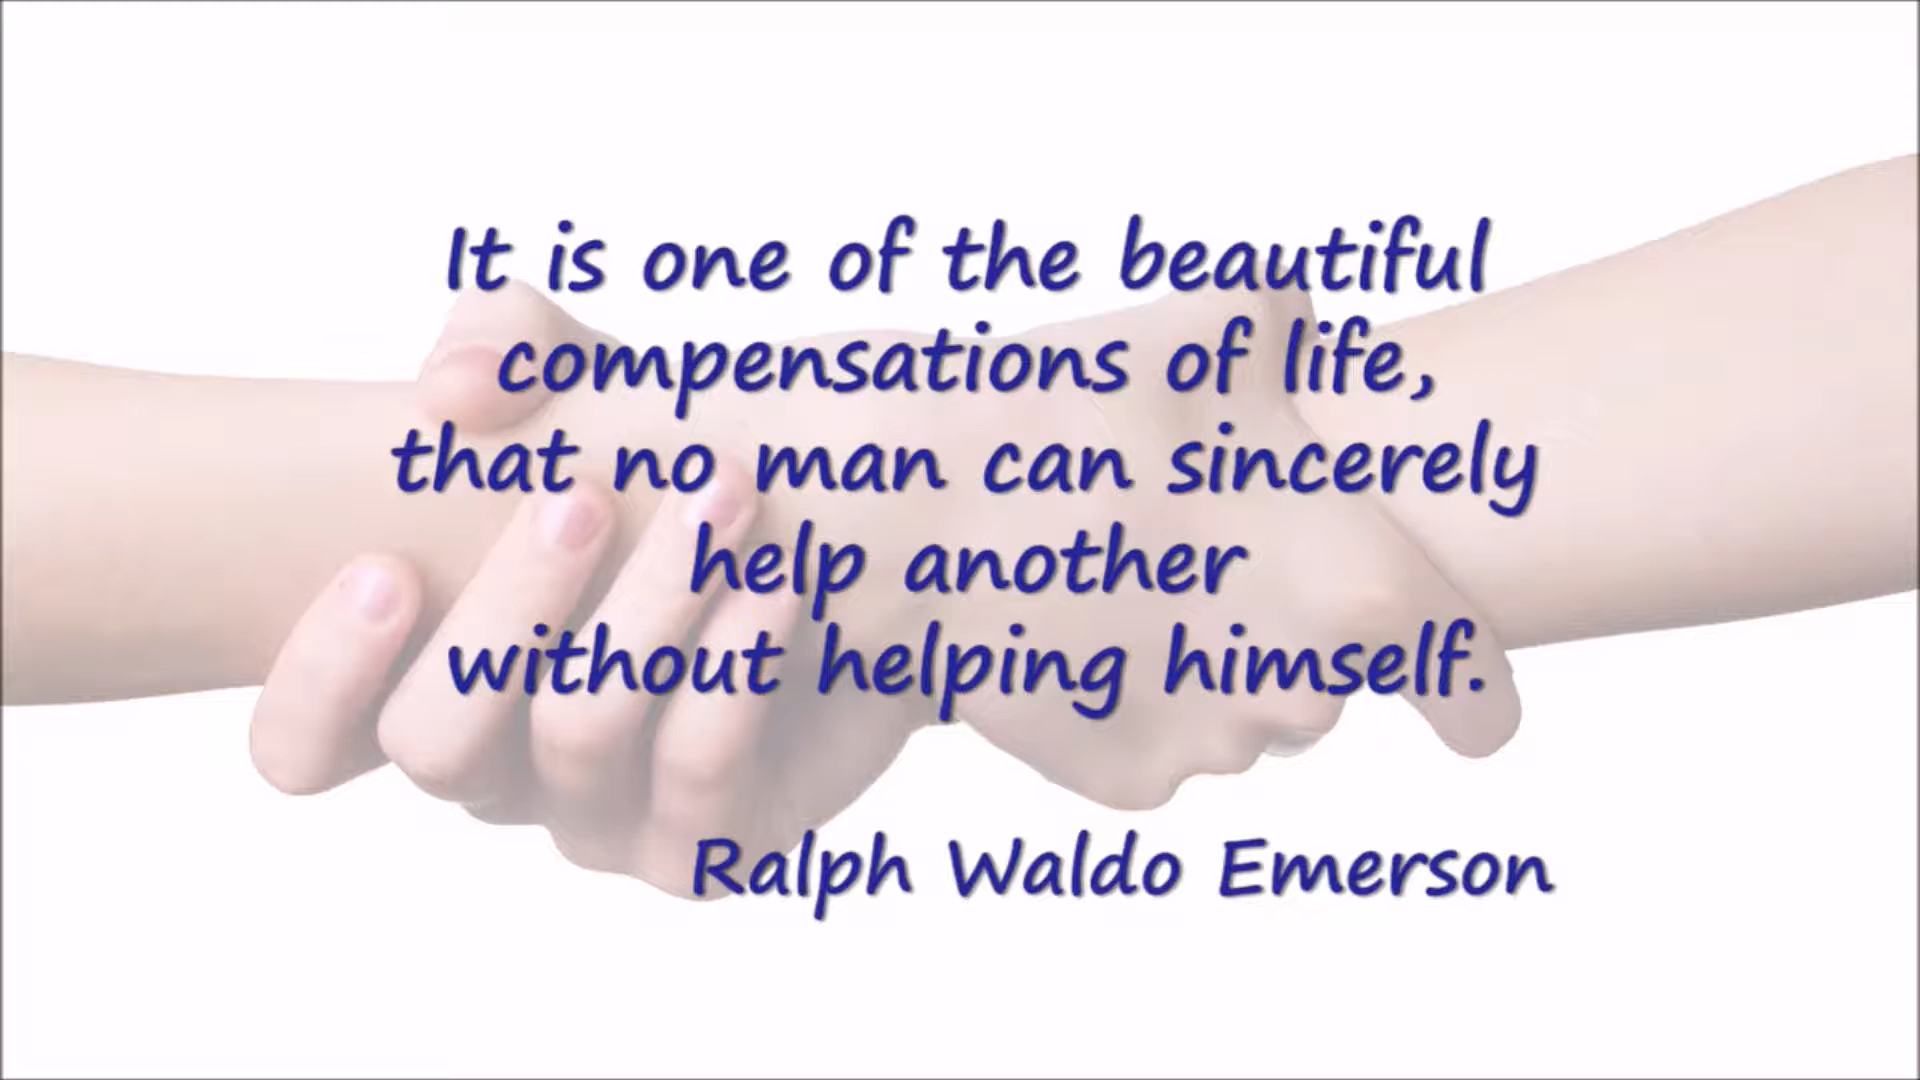 It is one of the beautiful
compensations of life,
that no man can sincerely
help another
without helping himself.
Ralph Waldo Emerson